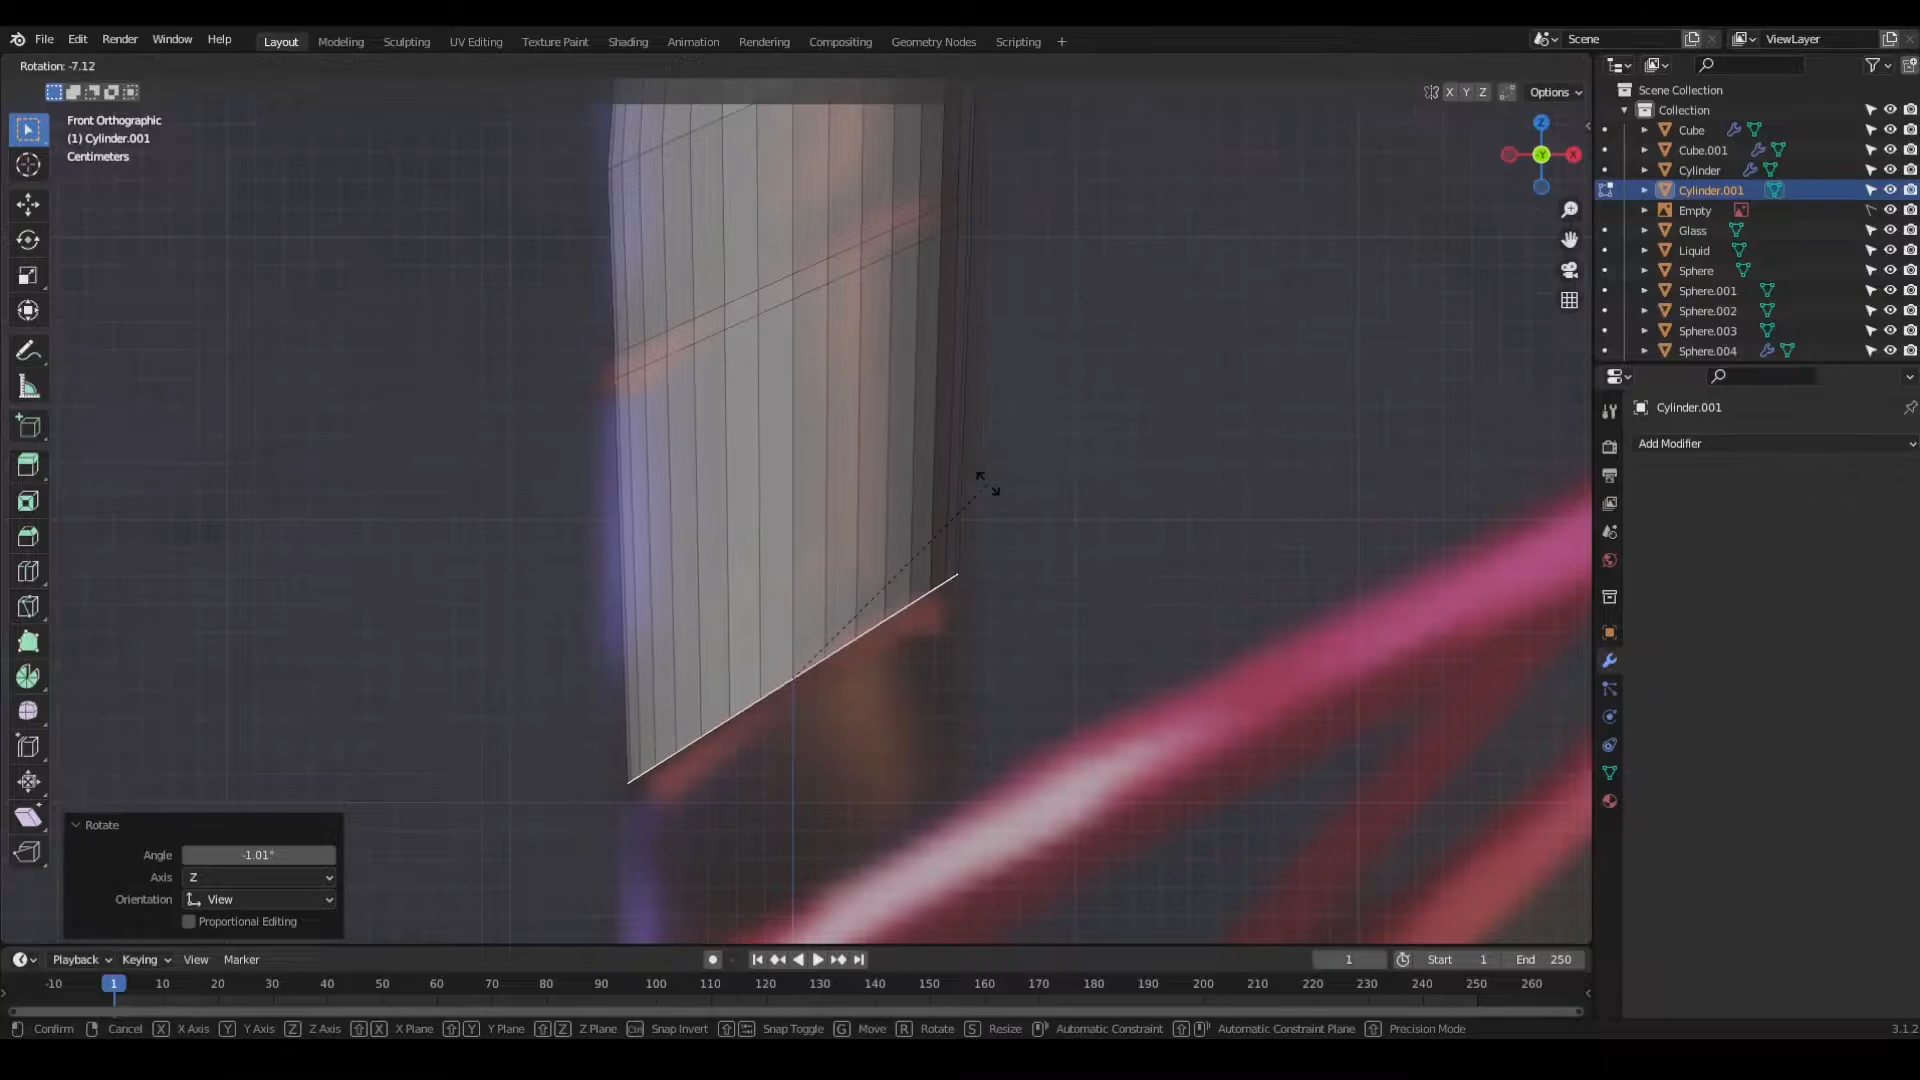 File Edit Render Window Help Layout Modeling Sculpting UV Editing Texture Paint Shading Animation Rendering Compositing Geometry Nodes Scripting + Scene ViewLayer
Rotation: -7.12
X Y Z Options
Front Orthographic
(1) Cylinder.001
Centimeters
Z
-Y
X
Scene Collection
Collection
Cube
Cube.001
Cylinder
Cylinder.001
Empty
Glass
Liquid
Sphere
Sphere.001
Sphere.002
Sphere.003
Sphere.004
Cylinder.001
Add Modifier
Rotate
Angle -1.01°
Axis Z
Orientation View
Proportional Editing
Playback Keying View Marker 1 Start 1 End 250
-10 1 10 20 30 40 50 60 70 80 90 100 110 120 130 140 150 160 170 180 190 200 210 220 230 240 250 260
Confirm Cancel X X Axis Y Y Axis Z Z Axis X X Plane Y Y Plane Z Z Plane Ctrl Snap Invert Snap Toggle G Move R Rotate S Resize Automatic Constraint Automatic Constraint Plane Precision Mode 3.1.2